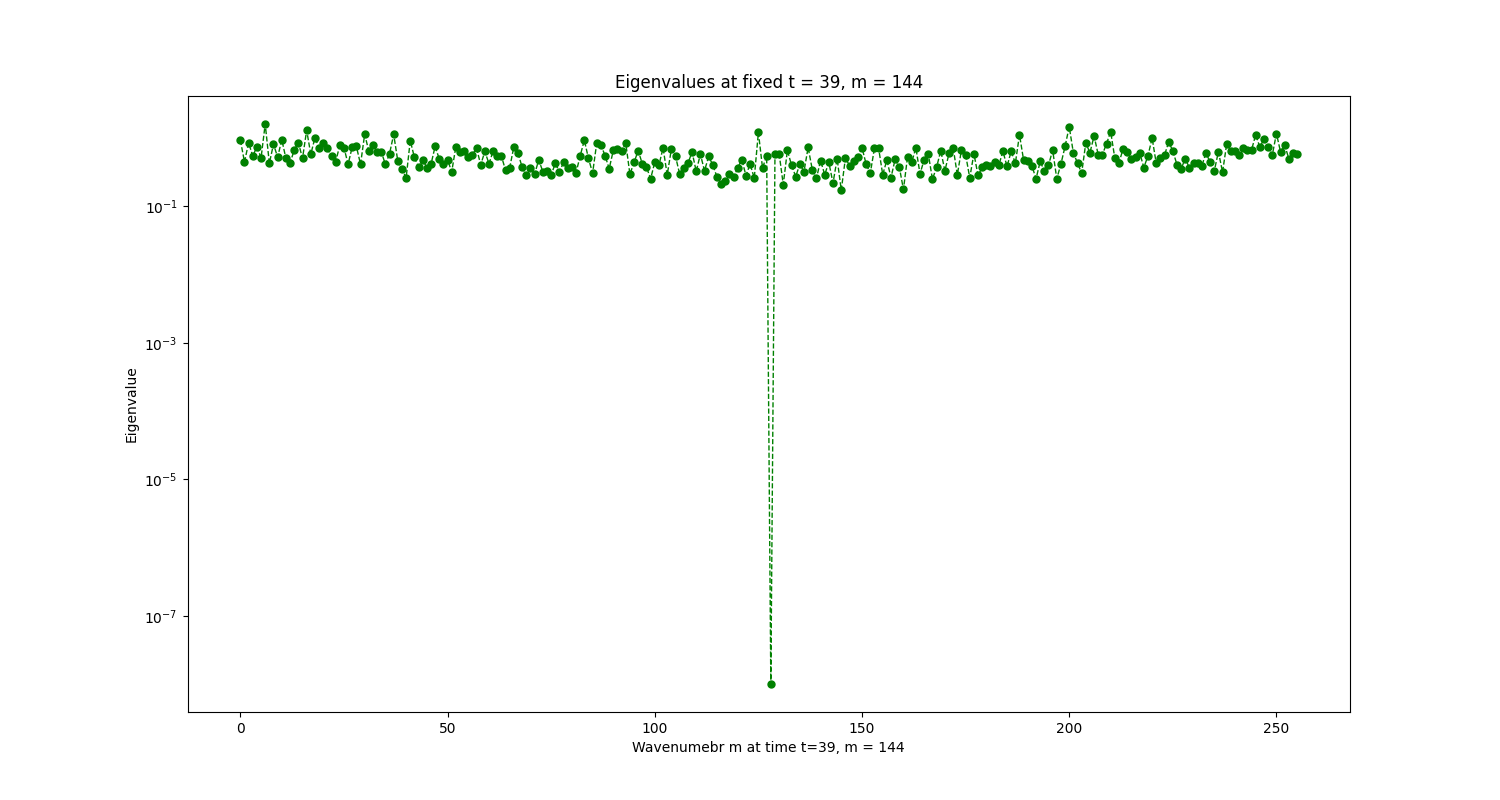 Eigenvalues at fixed t = 39, m = 144
Eigenvalue
10⁻¹
10⁻³
10⁻⁵
10⁻⁷
0 50 100 150 200 250
Wavenumebr m at time t=39, m = 144